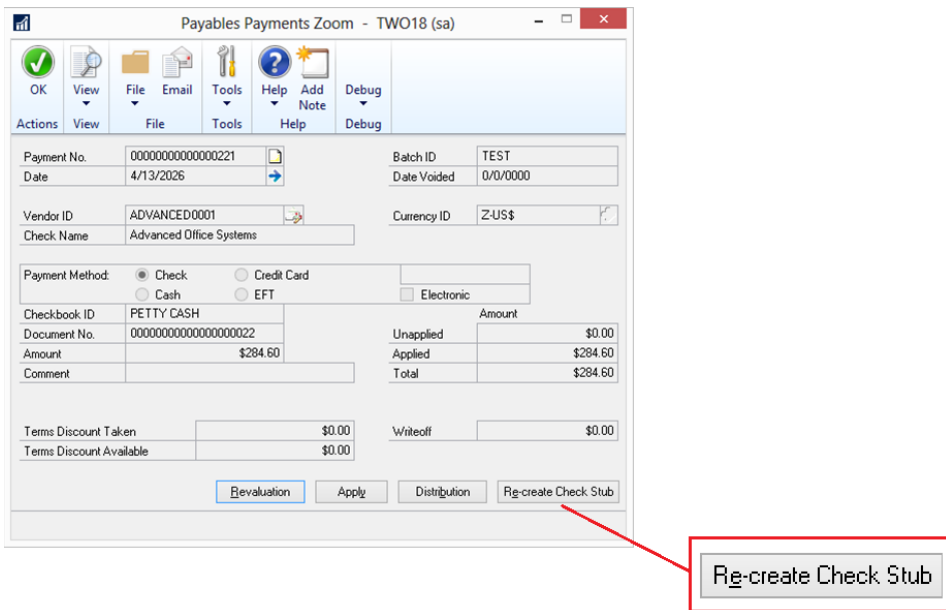 Payables Payments Zoom - TWO18 (sa)
OK View File Email Tools Help Add Note Debug
Actions View File Tools Help Debug
Payment No. 00000000000000221 Batch ID TEST
Date 4/13/2026 Date Voided 0/0/0000
Vendor ID ADVANCED0001 Currency ID Z-US$
Check Name Advanced Office Systems
Payment Method: Check Credit Card
Cash EFT Electronic
Checkbook ID PETTY CASH Amount
Document No. 00000000000000000022 Unapplied $0.00
Amount $284.60 Applied $284.60
Comment Total $284.60
Terms Discount Taken $0.00 Writeoff $0.00
Terms Discount Available $0.00
Revaluation Apply Distribution Re-create Check Stub
Re-create Check Stub